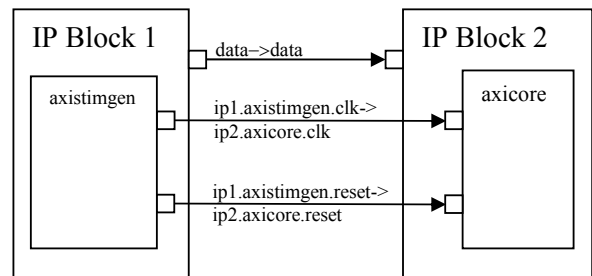 IP Block 1
IP Block 2
data–>data
axistimgen
axicore
ip1.axistimgen.clk->
ip2.axicore.clk
ip1.axistimgen.reset->
ip2.axicore.reset